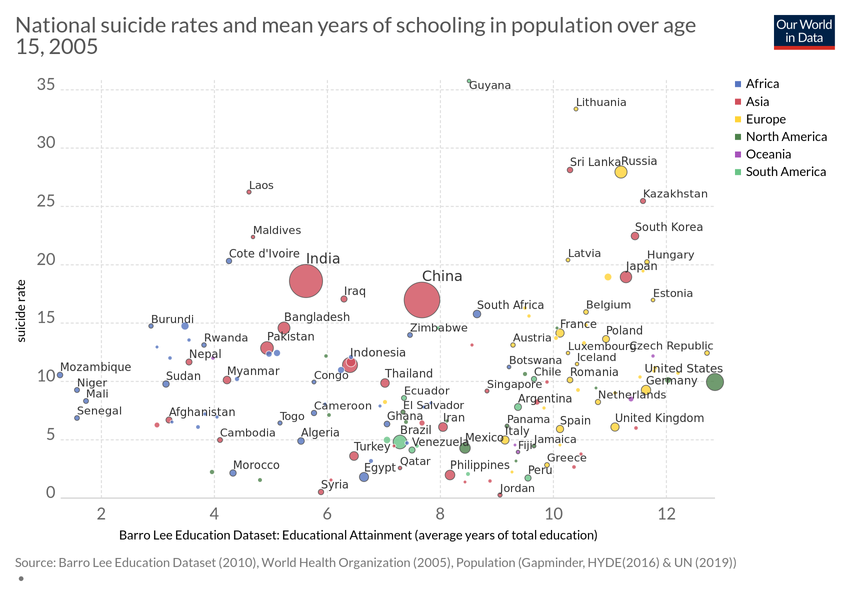 National suicide rates and mean years of schooling in population over age
15, 2005
Our World
in Data
35
Guyana
Africa
Lithuania
Asia
Europe
30
North America
Sri Lanka
Russia
Oceania
South America
Laos
Kazakhstan
25
Maldives
South Korea
Cote d'Ivoire
India
Latvia
Hungary
20
Japan
China
Iraq
Estonia
South Africa
Belgium
Burundi
Bangladesh
15
Zimbabwe
France
Poland
Rwanda
Pakistan
Austria
Luxembourg
Czech Republic
Nepal
Indonesia
Iceland
Mozambique
Myanmar
Congo
Thailand
Botswana
Chile
Romania
United States
10
Niger
Sudan
Singapore
Germany
Mali
Ecuador
Argentina
Netherlands
Senegal
Afghanistan
Cameroon
El Salvador
Togo
Ghana
Iran
Panama
Spain
United Kingdom
5
Cambodia
Algeria
Brazil
Venezuela
Mexico
Italy
Jamaica
Fiji
Turkey
Morocco
Egypt
Qatar
Philippines
Peru
Greece
Syria
Jordan
0
suicide rate
2
4
6
8
10
12
Barro Lee Education Dataset: Educational Attainment (average years of total education)
Source: Barro Lee Education Dataset (2010), World Health Organization (2005), Population (Gapminder, HYDE(2016) & UN (2019))